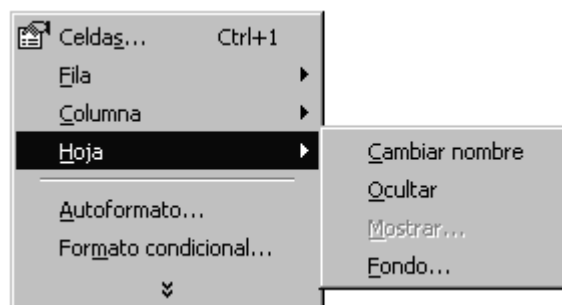 Celdas... Ctrl+1
Fila
Columna
Hoja
Autoformato...
Formato condicional...
Cambiar nombre
Ocultar
Mostrar...
Fondo...